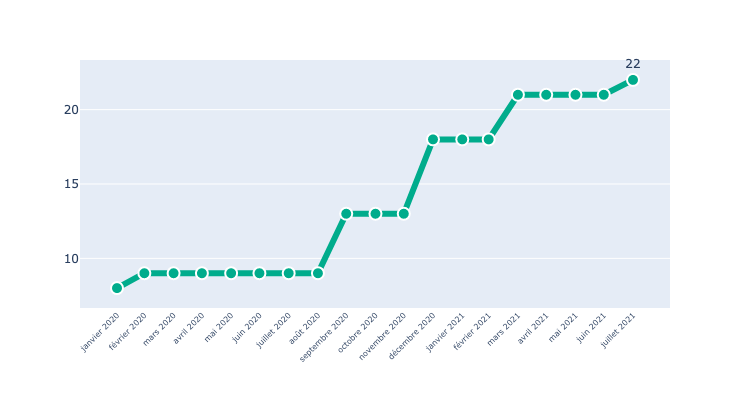 22
20
15
10
janvier 2020
février 2020
mars 2020
avril 2020
mai 2020
juin 2020
juillet 2020
août 2020
septembre 2020
octobre 2020
novembre 2020
décembre 2020
janvier 2021
février 2021
mars 2021
avril 2021
mai 2021
juin 2021
juillet 2021